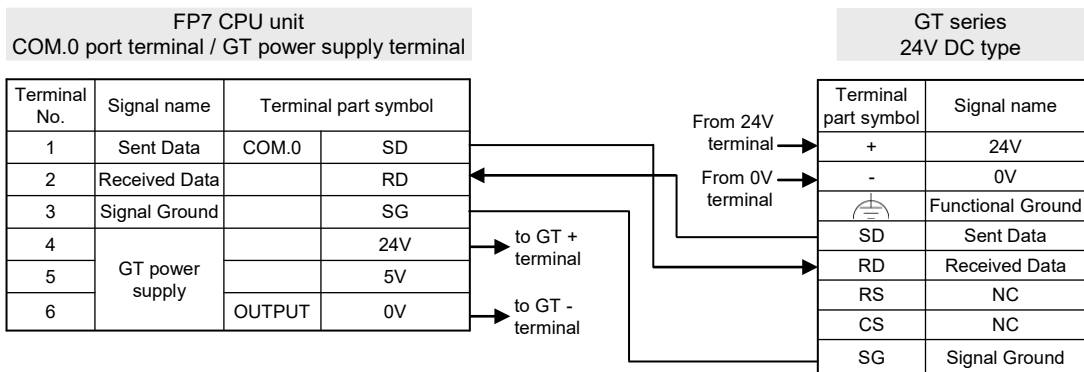 FP7 CPU unit
COM.0 port terminal / GT power supply terminal
Terminal No. Signal name Terminal part symbol
1 Sent Data COM.0 SD
2 Received Data RD
3 Signal Ground SG
4 GT power supply 24V
5 5V
6 OUTPUT 0V
to GT +
terminal
to GT -
terminal
GT series
24V DC type
From 24V
terminal
From 0V
terminal
Terminal part symbol Signal name
+ 24V
- 0V
Functional Ground
SD Sent Data
RD Received Data
RS NC
CS NC
SG Signal Ground